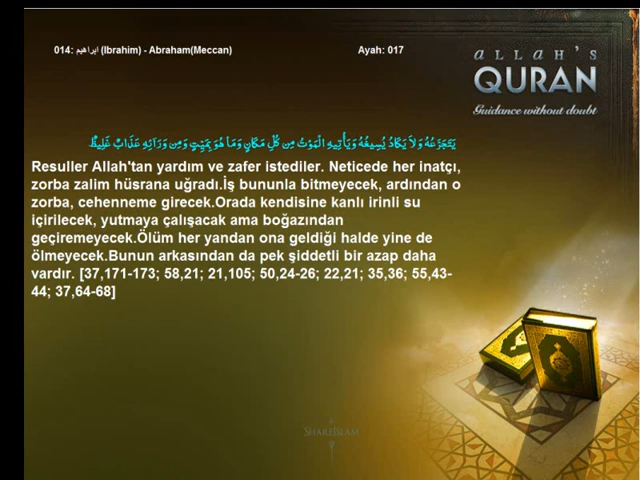 014: ابراهيم (Ibrahim) - Abraham(Meccan) Ayah: 017
ALLAH'S
QURAN
Guidance without doubt
يَتَجَرَّعُهُ وَلاَ يَكَادُ يُسِيغُهُ وَيَأْتِيهِ الْمَوْتُ مِن كُلِّ مَكَانٍ وَمَا هُوَ بِمَيِّتٍ وَمِن وَرَآئِهِ عَذَابٌ غَلِيظٌ
Resuller Allah'tan yardım ve zafer istediler. Neticede her inatçı,
zorba zalim hüsrana uğradı.İş bununla bitmeyecek, ardından o
zorba, cehenneme girecek.Orada kendisine kanlı irinli su
içirilecek, yutmaya çalışacak ama boğazından
geçiremeyecek.Ölüm her yandan ona geldiği halde yine de
ölmeyecek.Bunun arkasından da pek şiddetli bir azap daha
vardır. [37,171-173; 58,21; 21,105; 50,24-26; 22,21; 35,36; 55,43-
44; 37,64-68]
SHAREISLAM